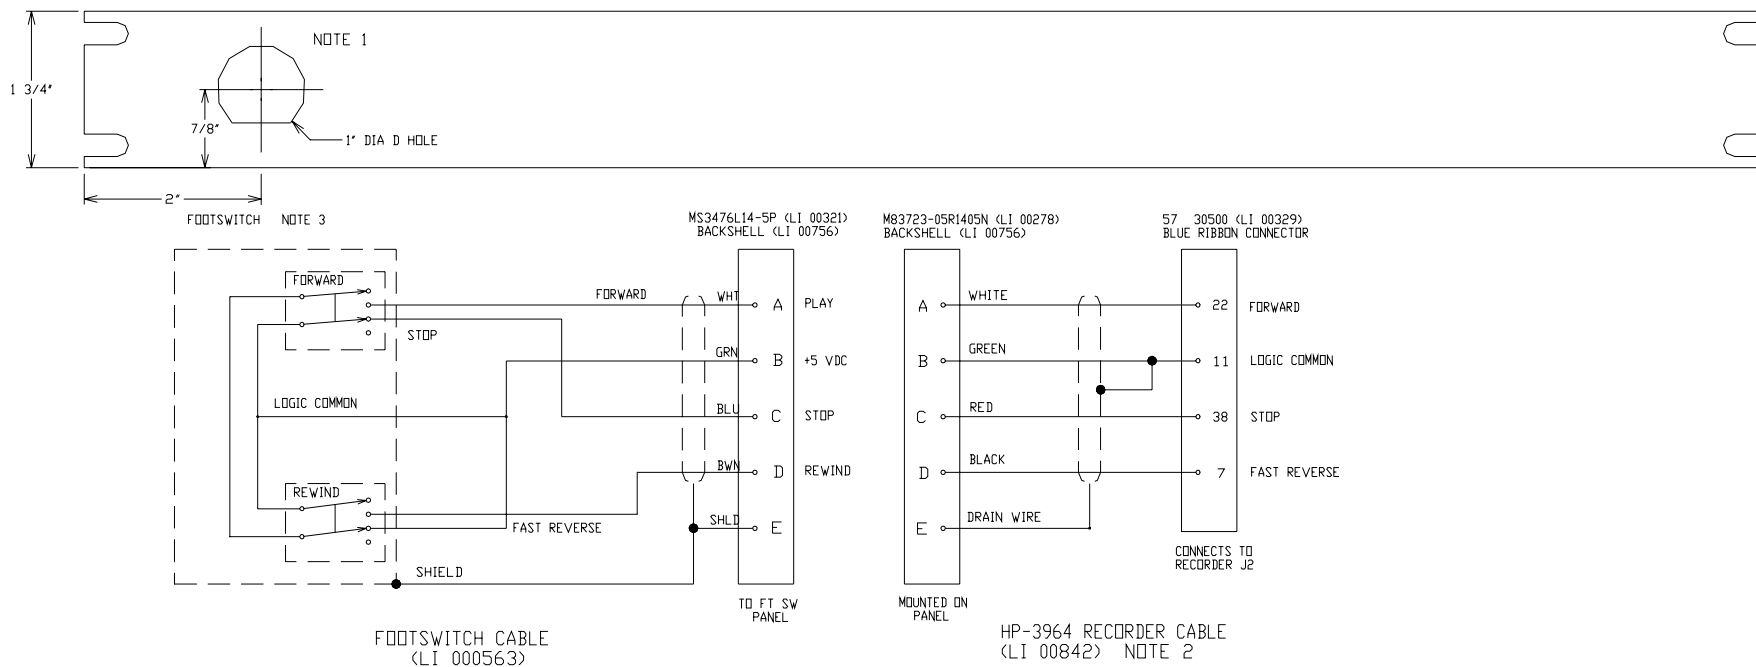 NOTE 1
1 3/4"
7/8"
1" DIA D HOLE
2"
FOOTSWITCH NOTE 3
MS3476L14-5P (LI 00321)
BACKSHELL (LI 00756)
M83723-05R1405N (LI 00278)
BACKSHELL (LI 00756)
57 30500 (LI 00329)
BLUE RIBBON CONNECTOR
FORWARD
STOP
LOGIC COMMON
REWIND
FAST REVERSE
SHIELD
FORWARD
WHT A PLAY
GRN B +5 VDC
BLU C STOP
BWN D REWIND
SHLD E
TO FT SW
PANEL
FOOTSWITCH CABLE
(LI 000563)
A WHITE 22 FORWARD
B GREEN 11 LOGIC COMMON
C RED 38 STOP
D BLACK 7 FAST REVERSE
E DRAIN WIRE
MOUNTED ON
PANEL
CONNECTS TO
RECORDER J2
HP-3964 RECORDER CABLE
(LI 00842) NOTE 2